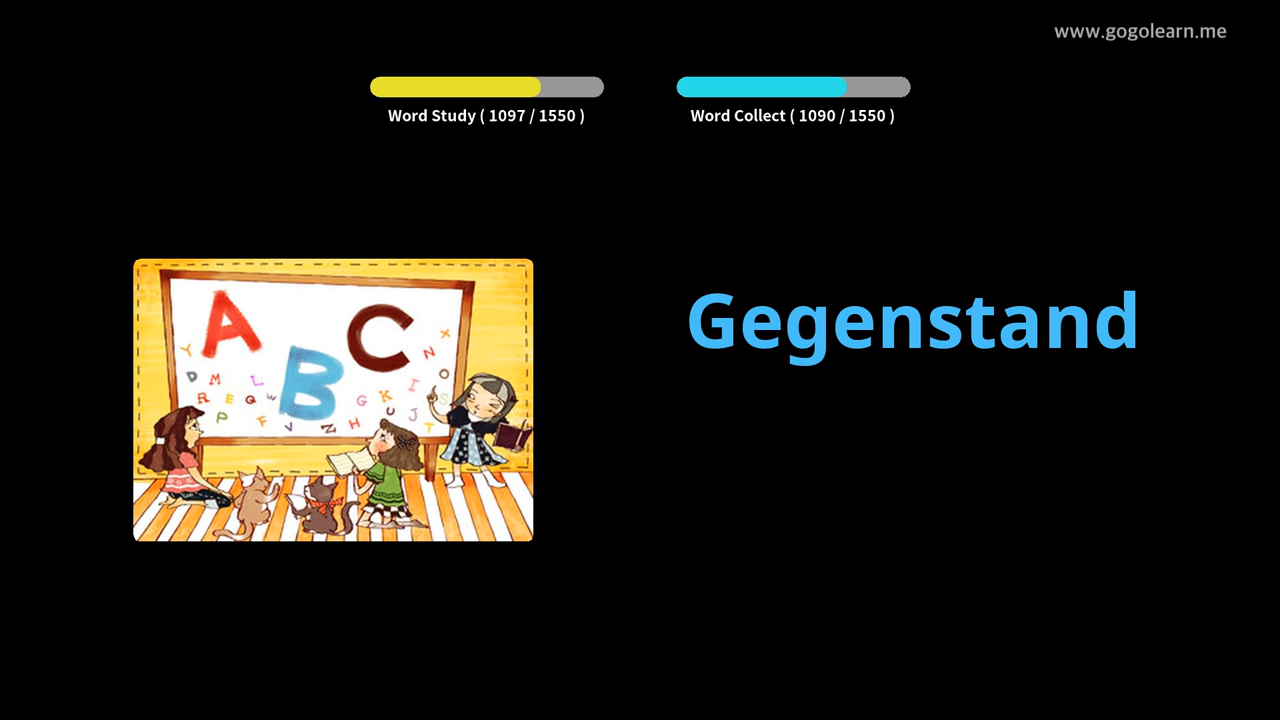 www.gogolearn.me
Word Study ( 1097 / 1550 )
Word Collect ( 1090 / 1550 )
Gegenstand
A
C
B
Y
X
N
D M L
O
I
R E Q W
G K
S
P
F
V
Z H
U
J
T